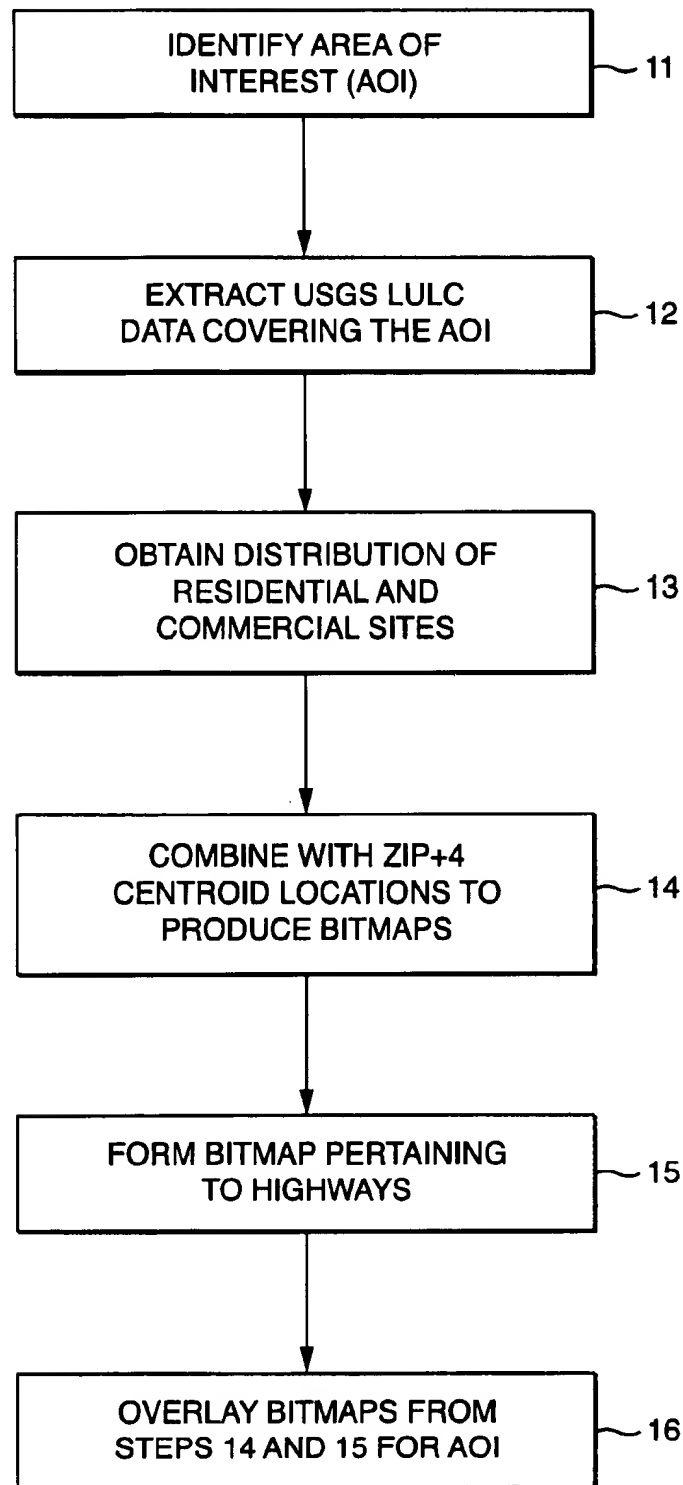 IDENTIFY AREA OF
INTEREST (AOI)
11
EXTRACT USGS LULC
DATA COVERING THE AOI
12
OBTAIN DISTRIBUTION OF
RESIDENTIAL AND
COMMERCIAL SITES
13
COMBINE WITH ZIP+4
CENTROID LOCATIONS TO
PRODUCE BITMAPS
14
FORM BITMAP PERTAINING
TO HIGHWAYS
15
OVERLAY BITMAPS FROM
STEPS 14 AND 15 FOR AOI
16